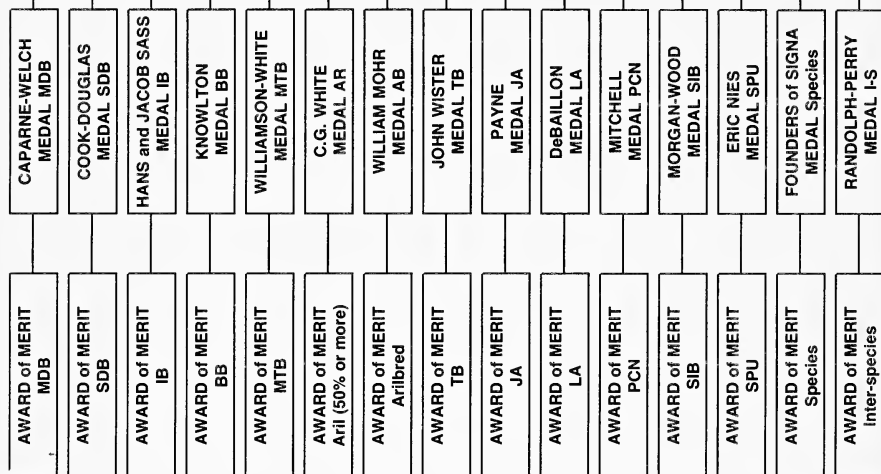 CAPARNE-WELCH
MEDAL MDB
COOK-DOUGLAS
MEDAL SDB
HANS and JACOB SASS
MEDAL IB
KNOWLTON
MEDAL BB
WILLIAMSON-WHITE
MEDAL MTB
C.G. WHITE
MEDAL AR
WILLIAM MOHR
MEDAL AB
JOHN WISTER
MEDAL TB
PAYNE
MEDAL JA
DeBAILLON
MEDAL LA
MITCHELL
MEDAL PCN
MORGAN-WOOD
MEDAL SIB
ERIC NIES
MEDAL SPU
FOUNDERS of SIGNA
MEDAL Species
RANDOLPH-PERRY
MEDAL I-S
AWARD of MERIT
MDB
AWARD of MERIT
SDB
AWARD of MERIT
IB
AWARD of MERIT
BB
AWARD of MERIT
MTB
AWARD of MERIT
Aril (50% or more)
AWARD of MERIT
Arilbred
AWARD of MERIT
TB
AWARD of MERIT
JA
AWARD of MERIT
LA
AWARD of MERIT
PCN
AWARD of MERIT
SIB
AWARD of MERIT
SPU
AWARD of MERIT
Species
AWARD of MERIT
Inter-species